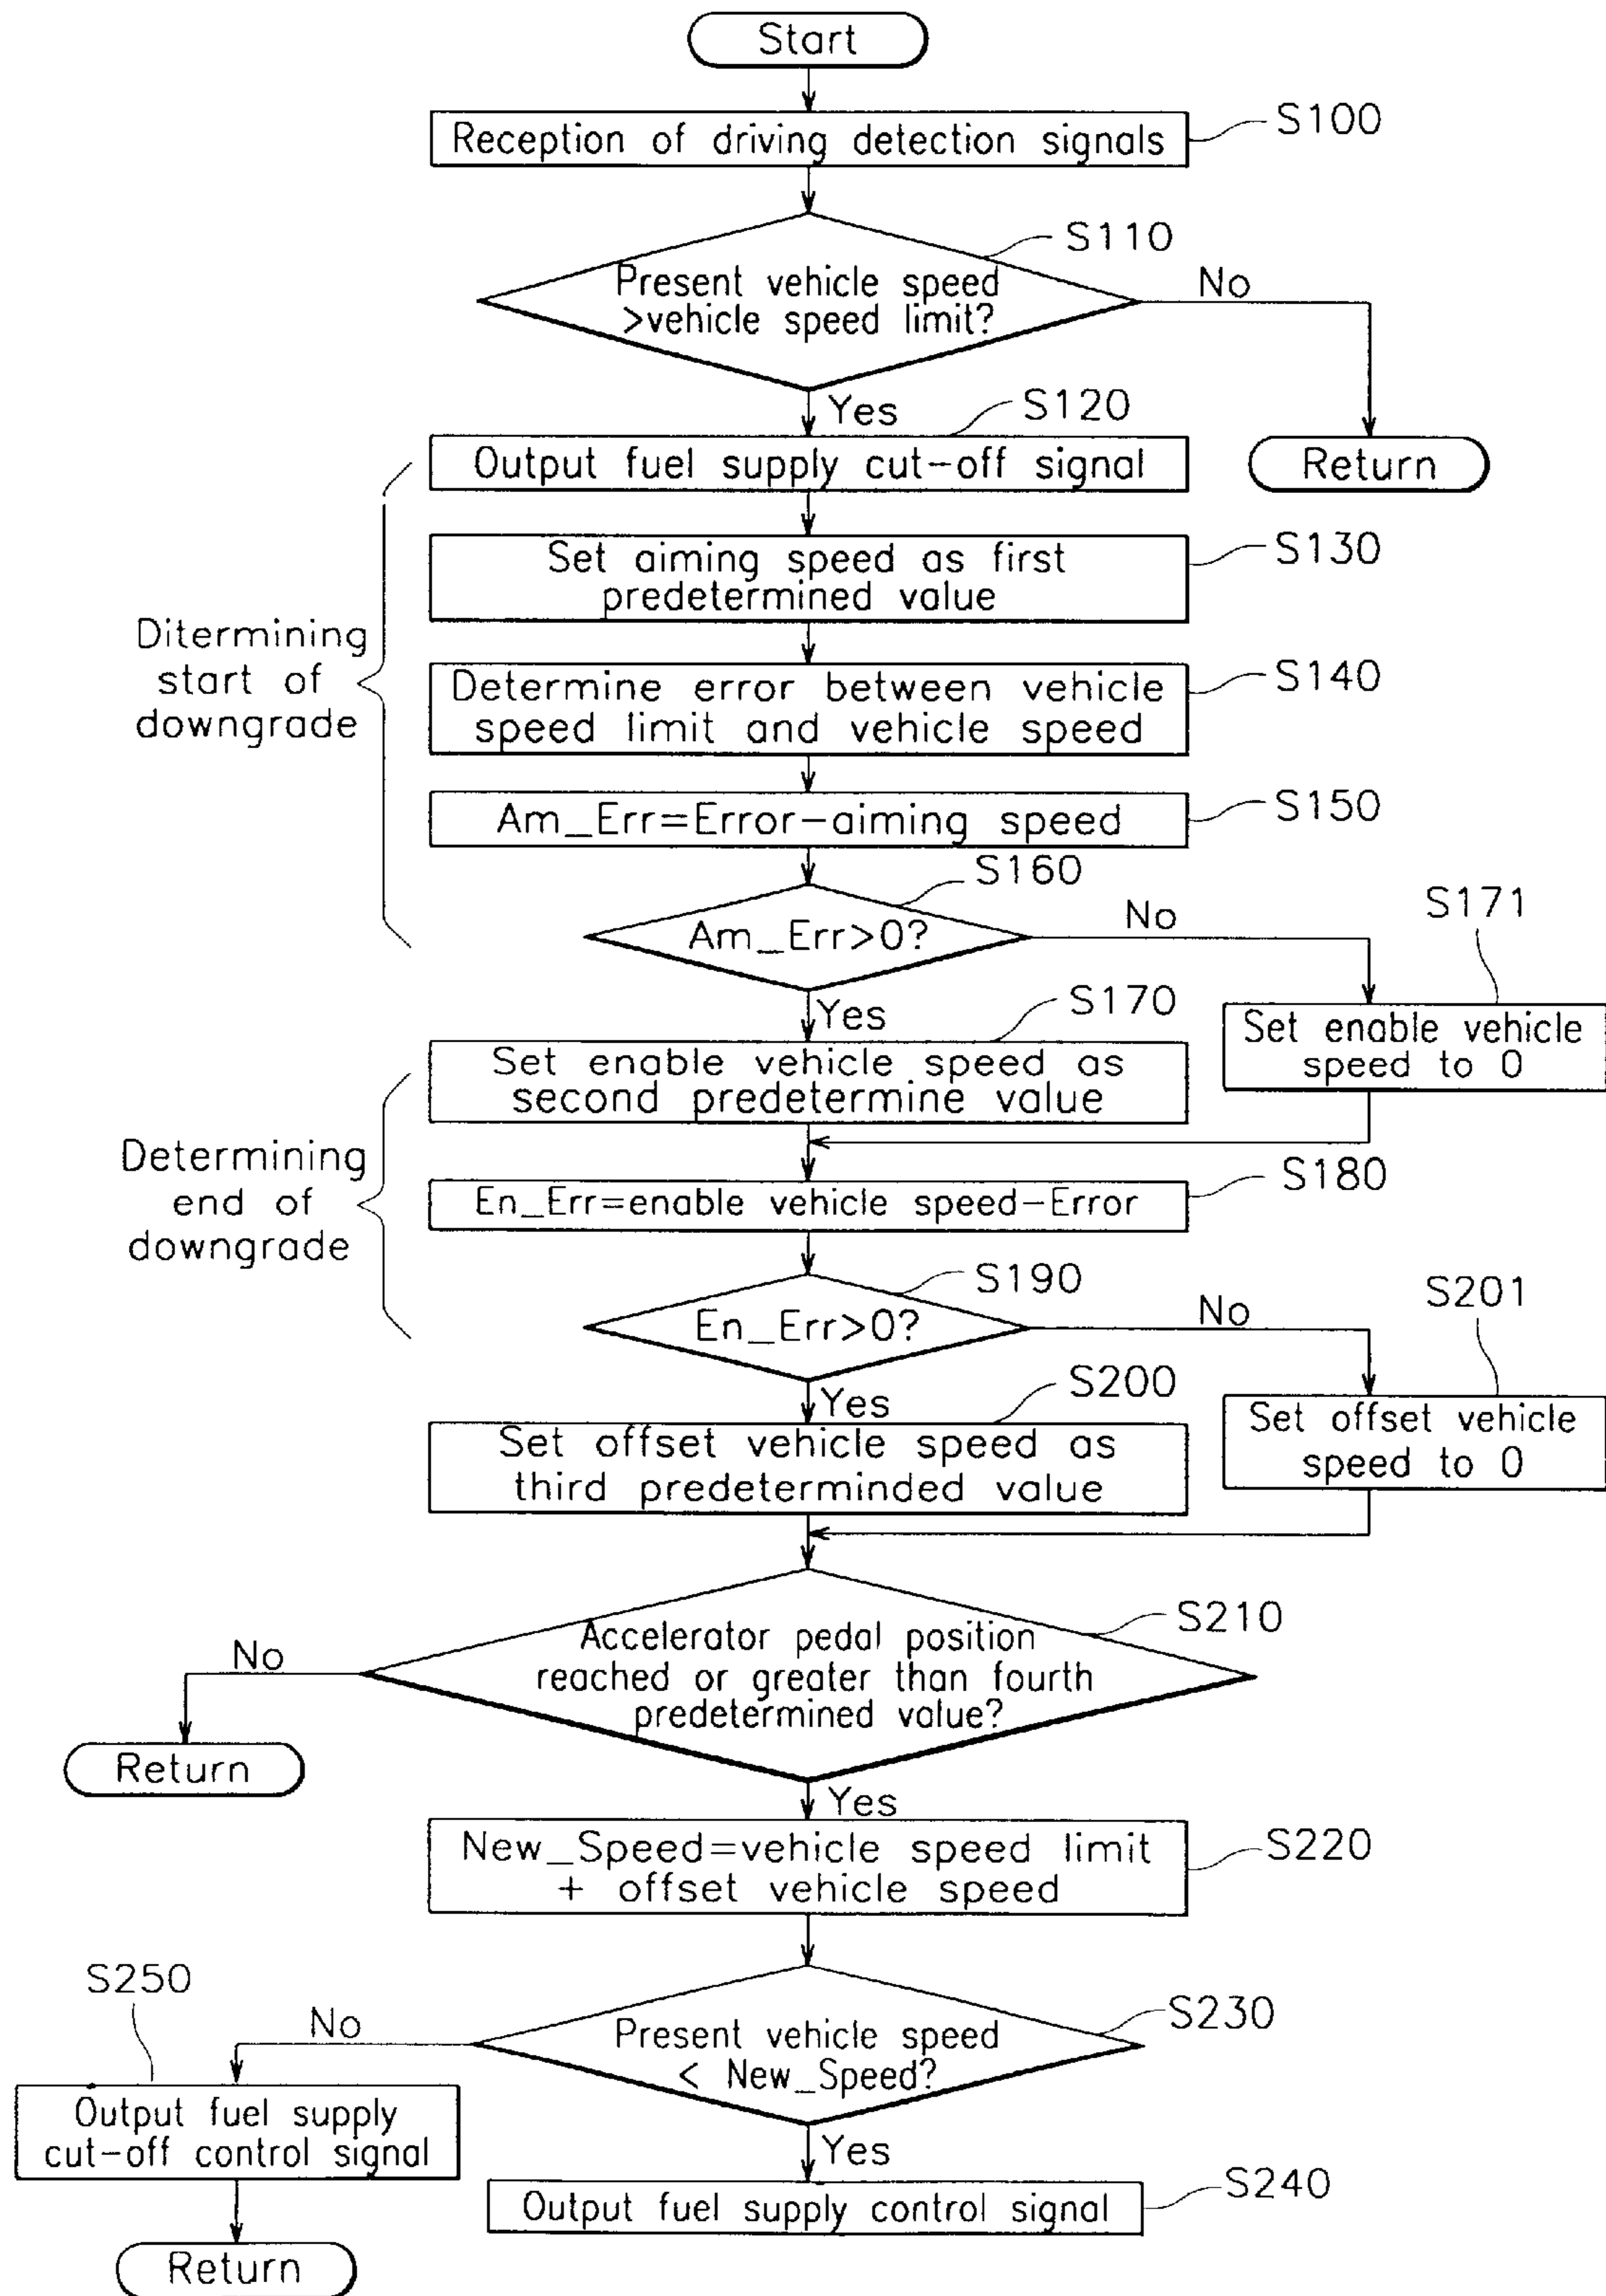 Start
Reception of driving detection signals
S100
S110
Present vehicle speed
>vehicle speed limit?
No
Yes
S120
Output fuel supply cut-off signal
Return
Set aiming speed as first
predetermined value
S130
Ditermining
start of
downgrade
Determine error between vehicle
speed limit and vehicle speed
S140
Am_Err=Error-aiming speed
S150
S160
Am_Err>0?
No
S171
Yes
S170
Set enable vehicle
speed to 0
Set enable vehicle speed as
second predetermine value
Determining
end of
downgrade
S180
En_Err=enable vehicle speed-Error
S190
En_Err>0?
No
S201
Yes
S200
Set offset vehicle
speed to 0
Set offset vehicle speed as
third predeterminded value
S210
Accelerator pedal position
reached or greater than fourth
predetermined value?
No
Return
Yes
New_Speed=vehicle speed limit
+ offset vehicle speed
S220
S250
No
S230
Present vehicle speed
< New_Speed?
Output fuel supply
cut-off control signal
Yes
S240
Output fuel supply control signal
Return